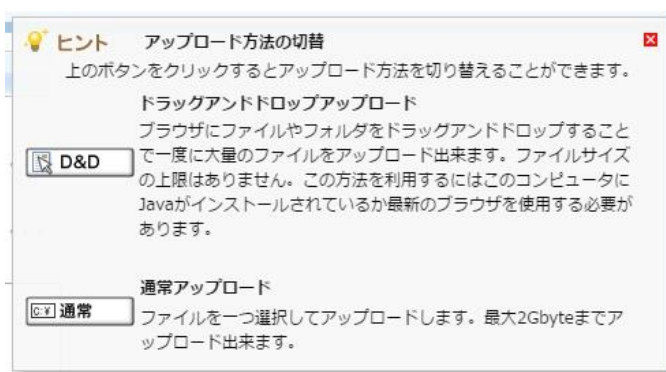 ヒント アップロード方法の切替
上のボタンをクリックするとアップロード方法を切り替えることができます。
ドラッグアンドドロップアップロード
ブラウザにファイルやフォルダをドラッグアンドドロップすること
で一度に大量のファイルをアップロード出来ます。ファイルサイズ
の上限はありません。この方法を利用するにはこのコンピュータに
Javaがインストールされているか最新のブラウザを使用する必要が
あります。
D&D
通常アップロード
ファイルを一つ選択してアップロードします。最大2Gbyteまでア
ップロード出来ます。
C:¥ 通常